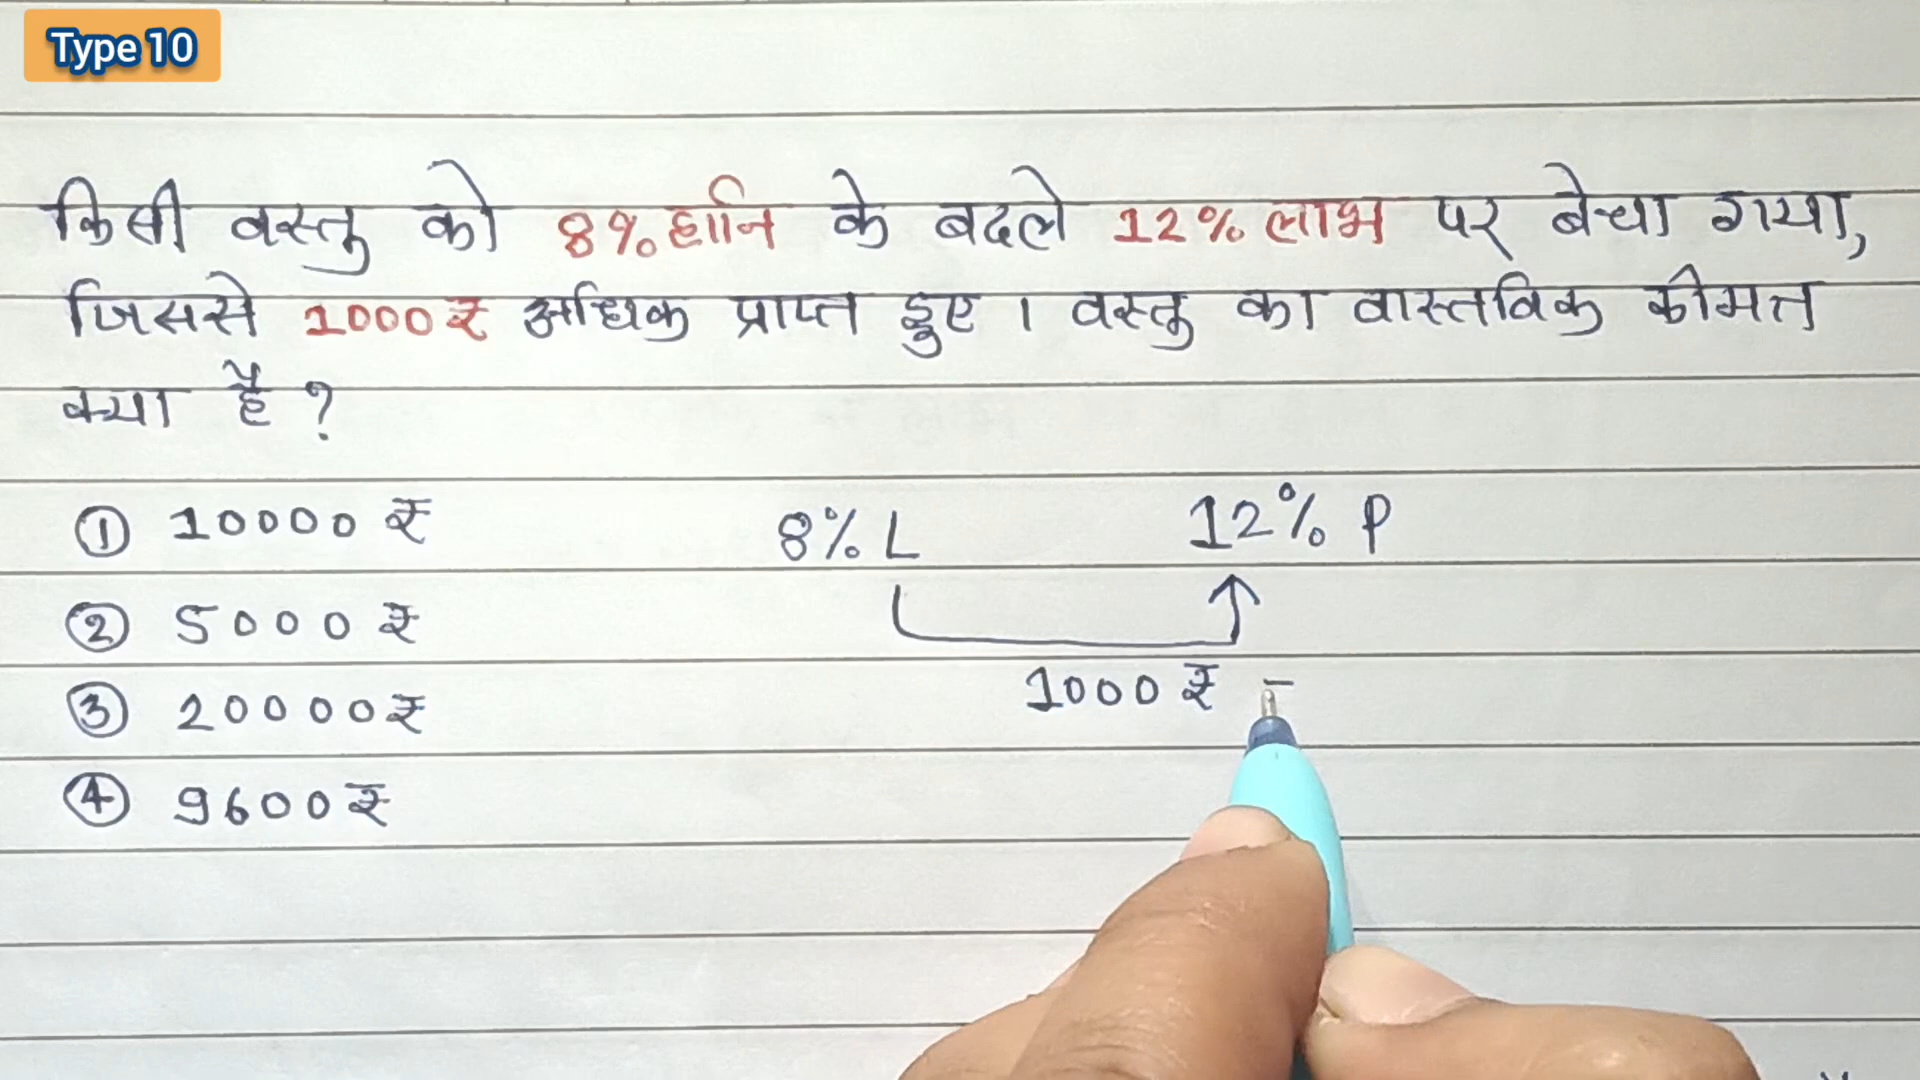 Type 10
किसी वस्तु को 8% हानि के बदले 12% लाभ पर बेचा गया,
जिससे 1000₹ अधिक प्राप्त हुए। वस्तु का वास्तविक कीमत
क्या है?
① 10000 ₹
② 5000 ₹
③ 20000₹
④ 9600₹
8% L 12% P
1000 ₹